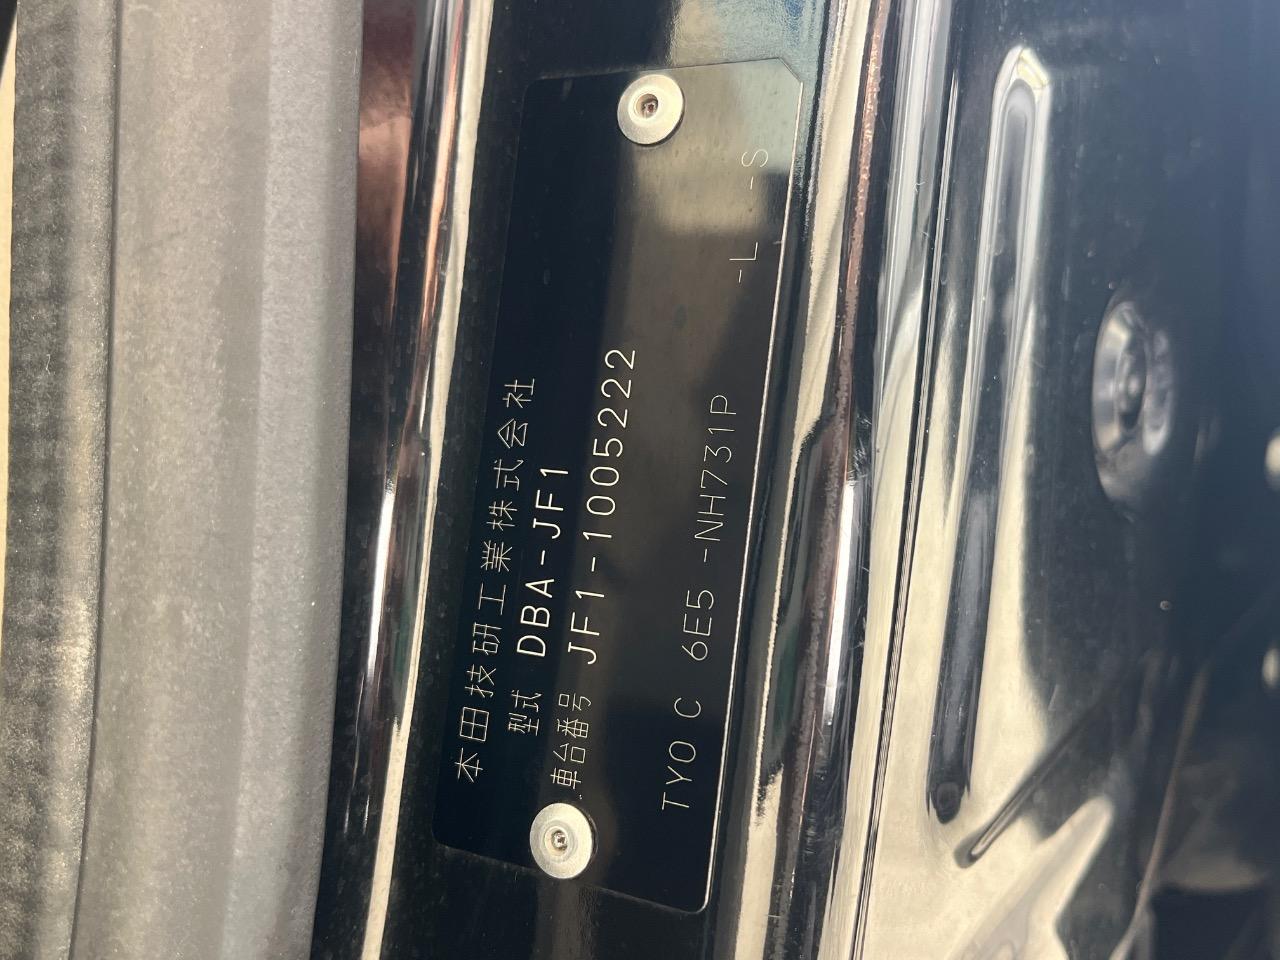 本田技研工業株式会社
型式 DBA-JF1
車台番号 JF1-1005222
TYO C 6E5 -NH731P
-L -S